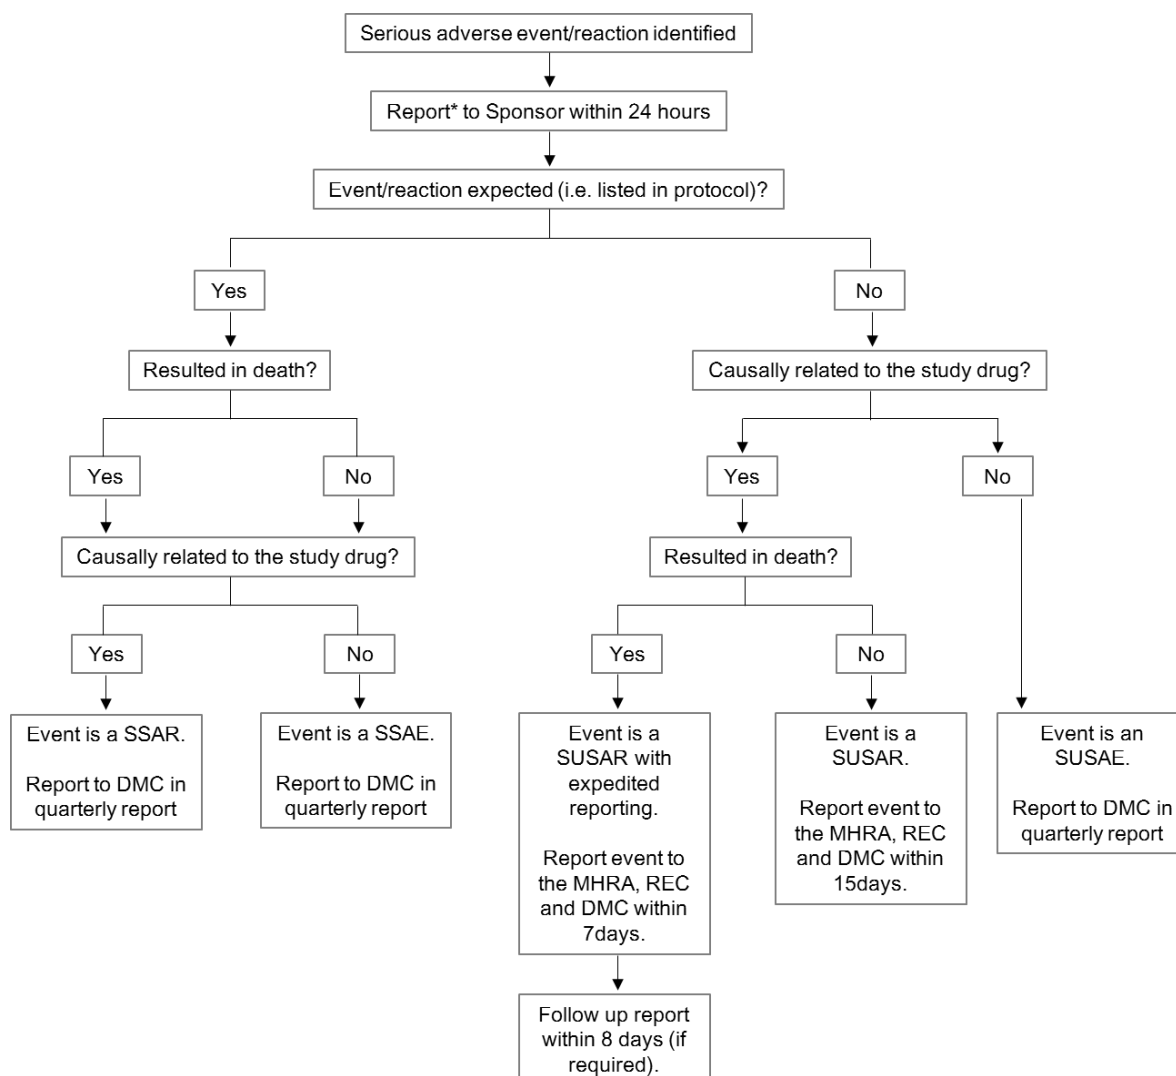 Serious adverse event/reaction identified
Report* to Sponsor within 24 hours
Event/reaction expected (i.e. listed in protocol)?
Yes
No
Resulted in death?
Causally related to the study drug?
Yes
No
Yes
No
Causally related to the study drug?
Resulted in death?
Yes
No
Yes
No
Event is a SSAR.
Report to DMC in
quarterly report
Event is a SSAE.
Report to DMC in
quarterly report
Event is a
SUSAR with
expedited
reporting.
Report event to
the MHRA, REC
and DMC within
7days.
Event is a
SUSAR.
Report event to
the MHRA, REC
and DMC within
15days.
Event is an
SUSAE.
Report to DMC in
quarterly report
Follow up report
within 8 days (if
required).